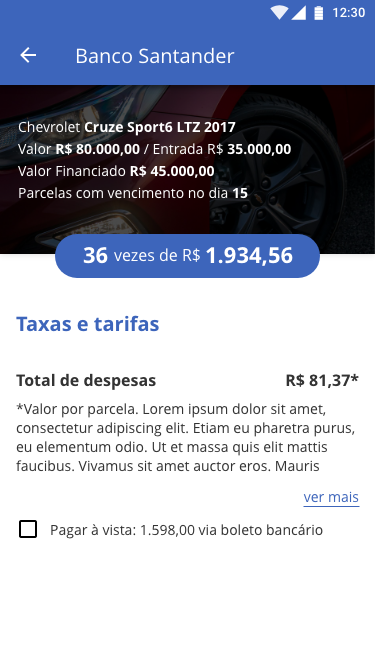 12:30
Banco Santander
Chevrolet Cruze Sport6 LTZ 2017
Valor R$ 80.000,00 / Entrada R$ 35.000,00
Valor Financiado R$ 45.000,00
Parcelas com vencimento no dia 15
36 vezes de R$ 1.934,56
Taxas e tarifas
Total de despesas R$ 81,37*
*Valor por parcela. Lorem ipsum dolor sit amet,
consectetur adipiscing elit. Etiam eu pharetra purus,
eu elementum odio. Ut et massa quis elit mattis
faucibus. Vivamus sit amet auctor eros. Mauris
ver mais
Pagar à vista: 1.598,00 via boleto bancário